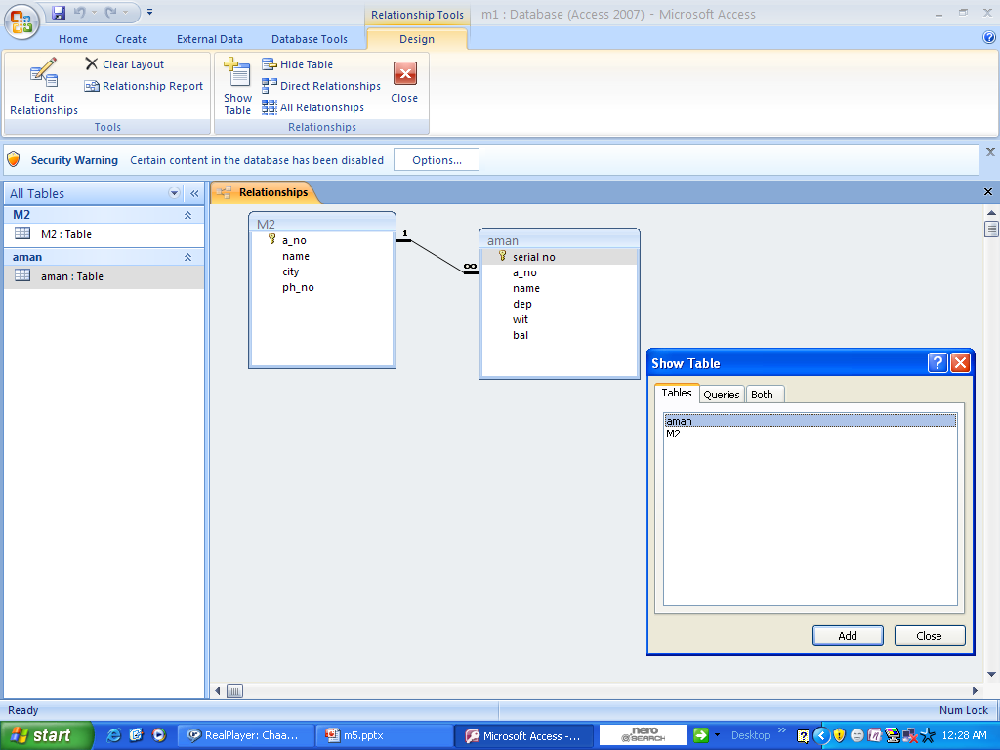 Relationship Tools
m1 : Database (Access 2007) - Microsoft Access
Home Create External Data Database Tools Design
Edit Relationships
Clear Layout
Relationship Report
Tools
Show Table
Hide Table
Direct Relationships
All Relationships
Close
Relationships
Security Warning Certain content in the database has been disabled Options...
All Tables «
M2
M2 : Table
aman
aman : Table
Relationships
M2
a_no
name
city
ph_no
1
∞
aman
serial no
a_no
name
dep
wit
bal
Show Table ?
Tables Queries Both
aman
M2
Add Close
Ready Num Lock
start
RealPlayer: Chaa...
m5.pptx
Microsoft Access -...
nero
SEARCH
Desktop »
12:28 AM